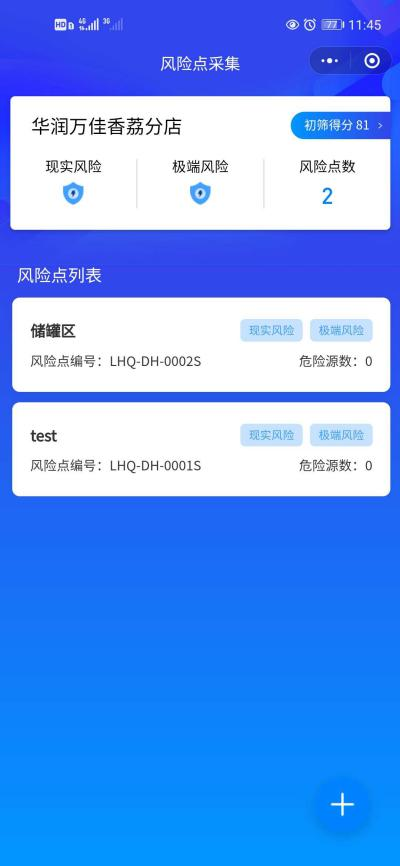 HD 4G 3G 77 11:45
风险点采集
华润万佳香荔分店
初筛得分 81 >
现实风险 极端风险 风险点数
2
风险点列表
储罐区 现实风险 极端风险
风险点编号：LHQ-DH-0002S 危险源数：0
test 现实风险 极端风险
风险点编号：LHQ-DH-0001S 危险源数：0